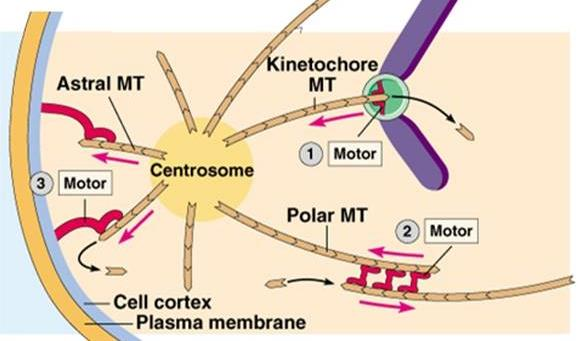 Kinetochore
MT
Astral MT
1 Motor
Centrosome
3 Motor
Polar MT
2 Motor
Cell cortex
Plasma membrane